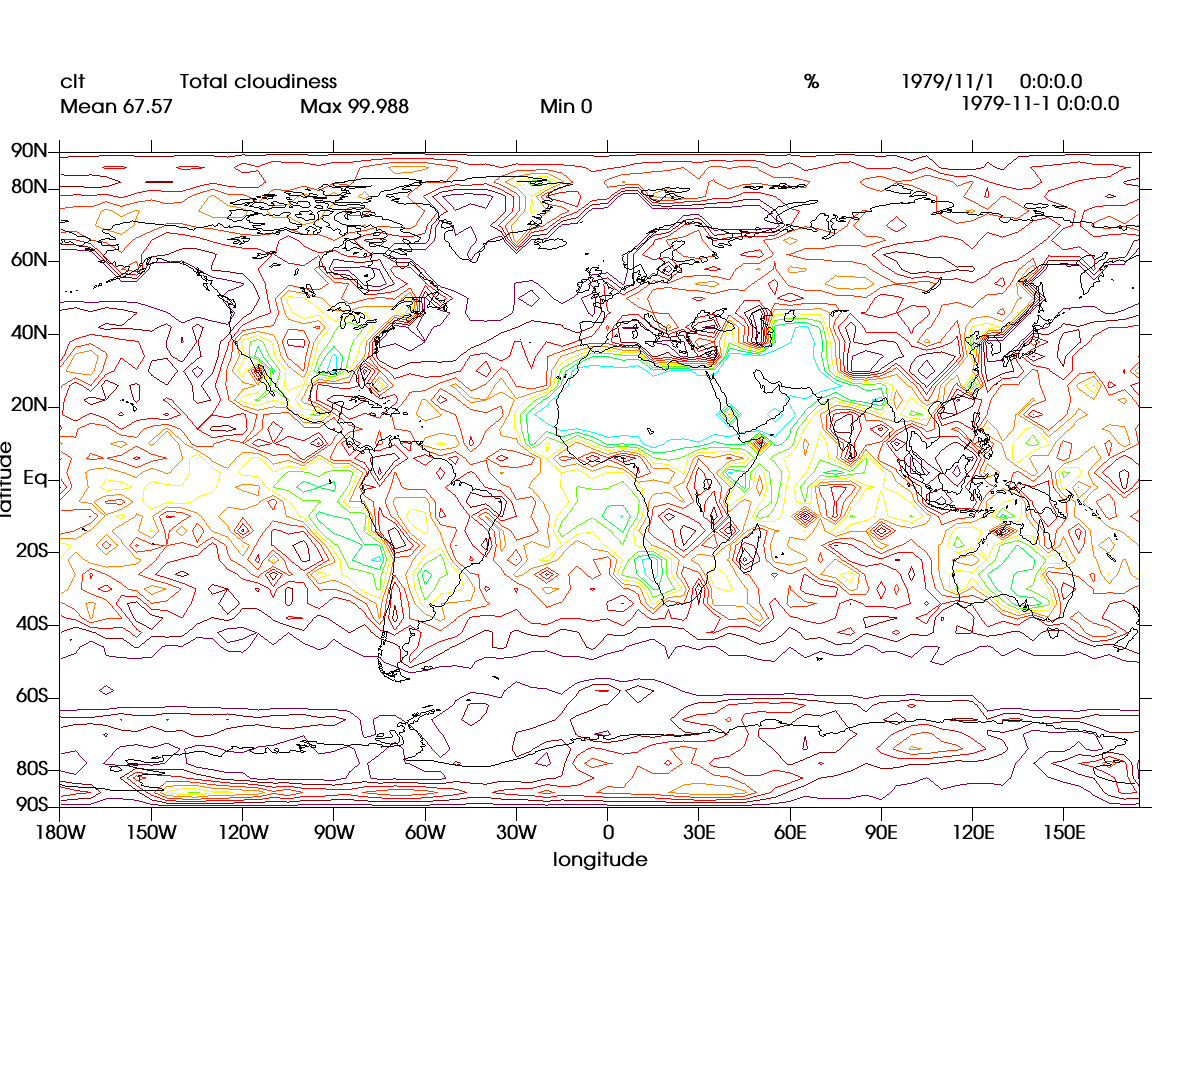 clt Total cloudiness % 1979/11/1 0:0:0.0
Mean 67.57 Max 99.988 Min 0 1979-11-1 0:0:0.0
90N
80N
60N
40N
20N
latitude
Eq
20S
40S
60S
80S
90S
180W 150W 120W 90W 60W 30W 0 30E 60E 90E 120E 150E
longitude